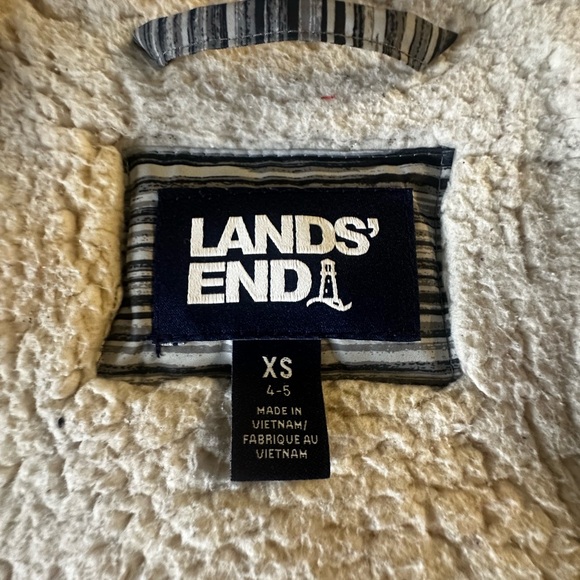 LANDS'
END
XS
4-5
MADE IN
VIETNAM/
FABRIQUE AU
VIETNAM